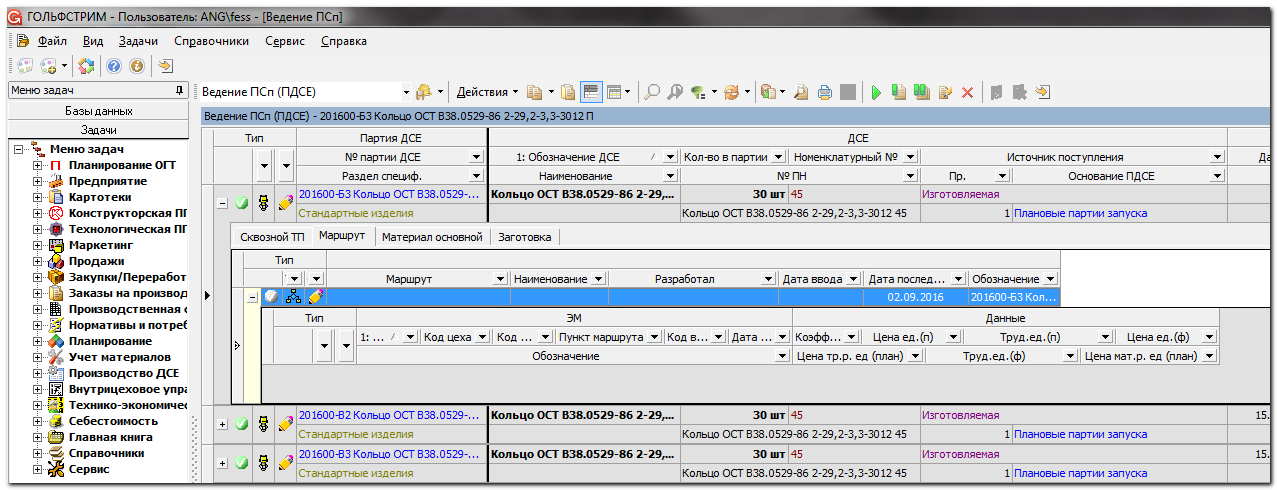 ГОЛЬФСТРИМ - Пользователь: ANG\fess - [Ведение ПСп]
Файл Вид Задачи Справочники Сервис Справка
Меню задач
Ведение ПСп (ПДСЕ) Действия
Базы данных
Задачи
Меню задач
Планирование ОГТ
Предприятие
Картотеки
Конструкторская ПГ
Технологическая ПГ
Маркетинг
Продажи
Закупки/Переработ
Заказы на производ
Производственная с
Нормативы и потреб
Планирование
Учет материалов
Производство ДСЕ
Внутрицеховое упра
Технико-экономичес
Себестоимость
Главная книга
Справочники
Сервис
Ведение ПСп (ПДСЕ) - 201600-Б3 Кольцо ОСТ В38.0529-86 2-29,2-3,3-3012 П
Тип Партия ДСЕ ДСЕ
№ партии ДСЕ 1: Обозначение ДСЕ Кол-во в партии Номенклатурный № Источник поступления Да
Раздел специф. Наименование № ПН Пр. Основание ПДСЕ
201600-Б3 Кольцо ОСТ В38.0529-... Кольцо ОСТ В38.0529-86 2-29,... 30 шт 45 Изготовляемая
Стандартные изделия Кольцо ОСТ В38.0529-86 2-29,2-3,3-3012 45 1 Плановые партии запуска
Сквозной ТП Маршрут Материал основной Заготовка
Тип
Маршрут Наименование Разработал Дата ввода Дата послед... Обозначение
02.09.2016 201600-Б3 Кол...
Тип ЭМ Данные
1: ... Код цеха Код ... Пункт маршрута Код в... Дата ... Коэфф... Цена ед.(п) Труд.ед.(п) Цена ед.(ф)
Обозначение Цена тр.р. ед (план) Труд.ед.(ф) Цена мат.р. ед (план)
201600-В2 Кольцо ОСТ В38.0529-... Кольцо ОСТ В38.0529-86 2-29,... 30 шт 45 Изготовляемая 15.
Стандартные изделия Кольцо ОСТ В38.0529-86 2-29,2-3,3-3012 45 1 Плановые партии запуска
201600-В3 Кольцо ОСТ В38.0529-... Кольцо ОСТ В38.0529-86 2-29,... 30 шт 45 Изготовляемая 15.
Стандартные изделия Кольцо ОСТ В38.0529-86 2-29,2-3,3-3012 45 1 Плановые партии запуска